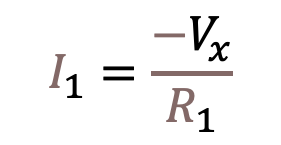 I₁ = -Vₓ / R₁